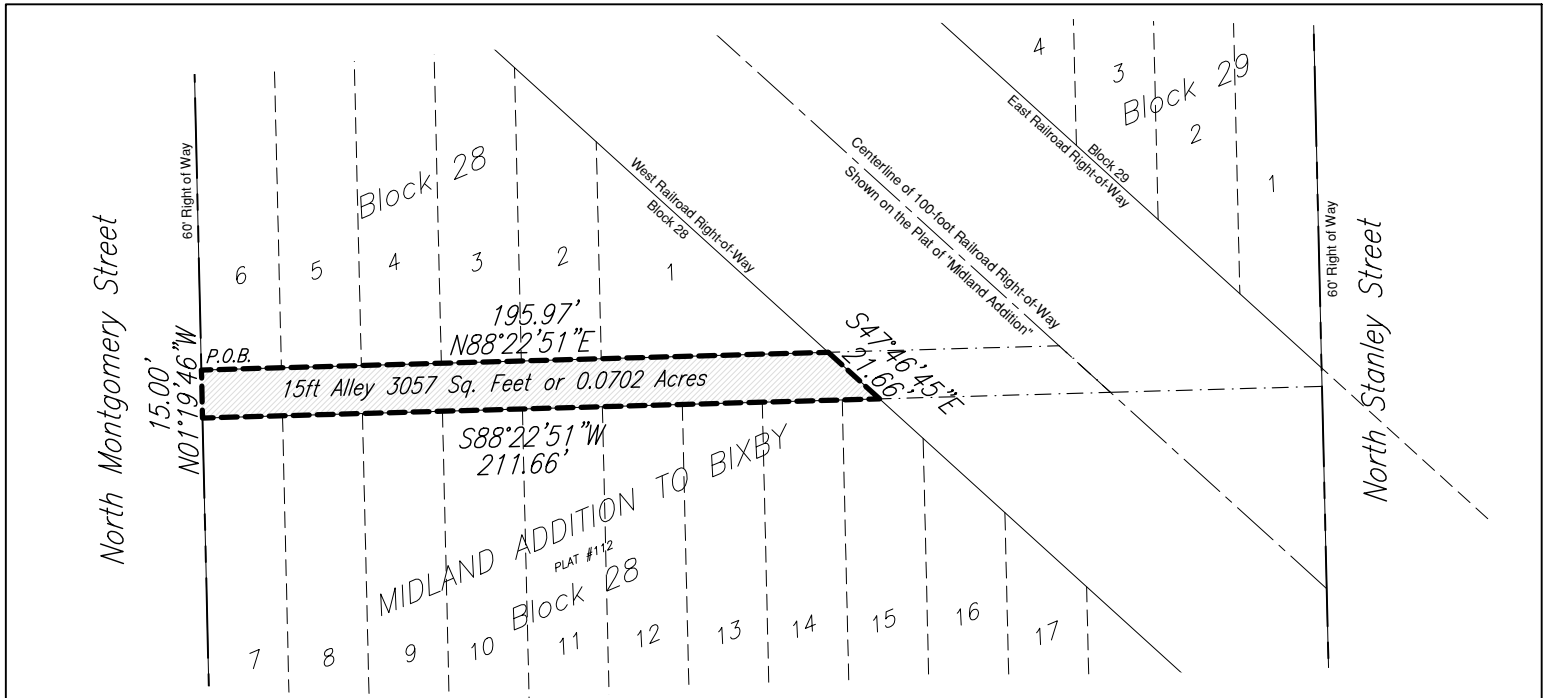 North Montgomery Street
60' Right of Way
15.00'
N01°19'46"W
P.O.B.
Block 28
6
5
4
3
2
1
195.97'
N88°22'51"E
15ft Alley 3057 Sq. Feet or 0.0702 Acres
S88°22'51"W
211.66'
S47°46'45"E
21.66'
West Railroad Right-of-Way
Block 28
Centerline of 100-foot Railroad Right-of-Way
Shown on the Plat of "Midland Addition"
Block 29
East Railroad Right-of-Way
4
3
Block 29
2
1
60' Right of Way
North Stanley Street
MIDLAND ADDITION TO BIXBY
PLAT #112
Block 28
7
8
9
10
11
12
13
14
15
16
17